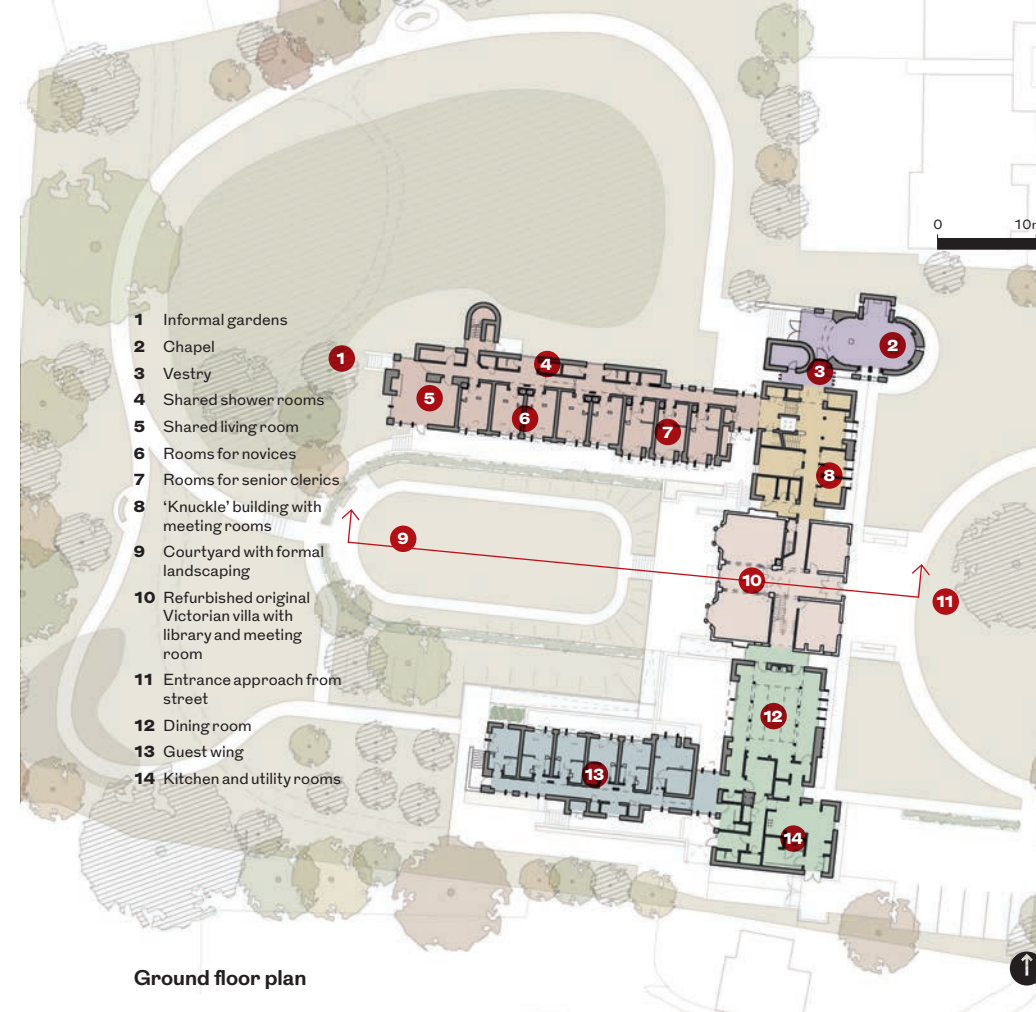 0 10m
1 Informal gardens
2 Chapel
3 Vestry
4 Shared shower rooms
5 Shared living room
6 Rooms for novices
7 Rooms for senior clerics
8 ‘Knuckle’ building with
meeting rooms
9 Courtyard with formal
landscaping
10 Refurbished original
Victorian villa with
library and meeting
room
11 Entrance approach from
street
12 Dining room
13 Guest wing
14 Kitchen and utility rooms
2
3
1
4
5
6
7
8
9
10
11
12
13
14
Ground floor plan